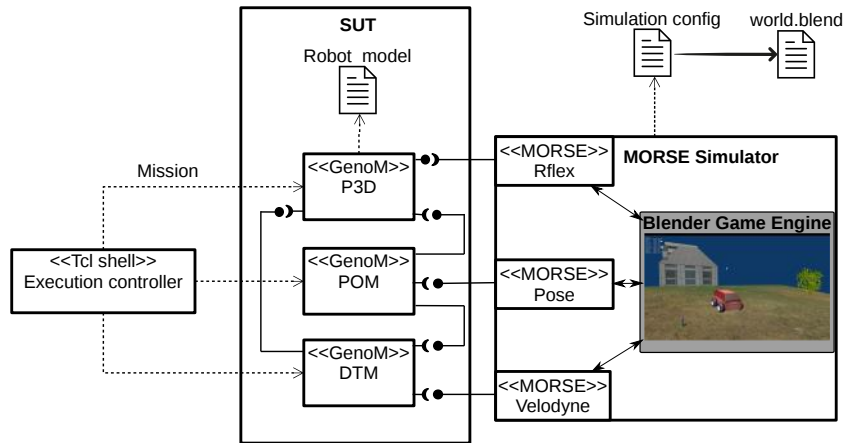 SUT
Simulation config
world.blend
Robot model
<<GenoM>>
P3D
<<MORSE>>
Rflex
MORSE Simulator
Mission
Blender Game Engine
<<Tcl shell>>
Execution controller
<<GenoM>>
POM
<<MORSE>>
Pose
<<GenoM>>
DTM
<<MORSE>>
Velodyne